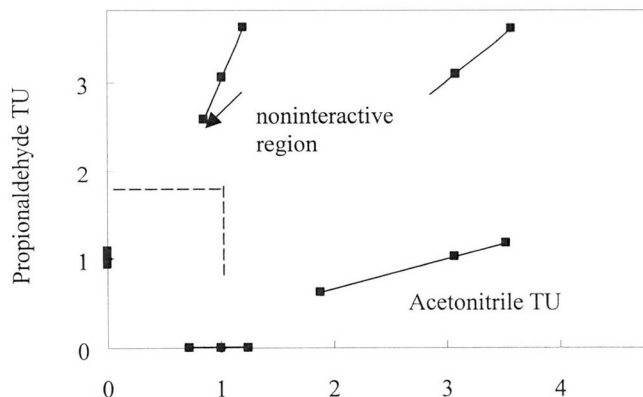 Propionaldehyde TU
3
2
1
0
noninteractive
region
Acetonitrile TU
0 1 2 3 4